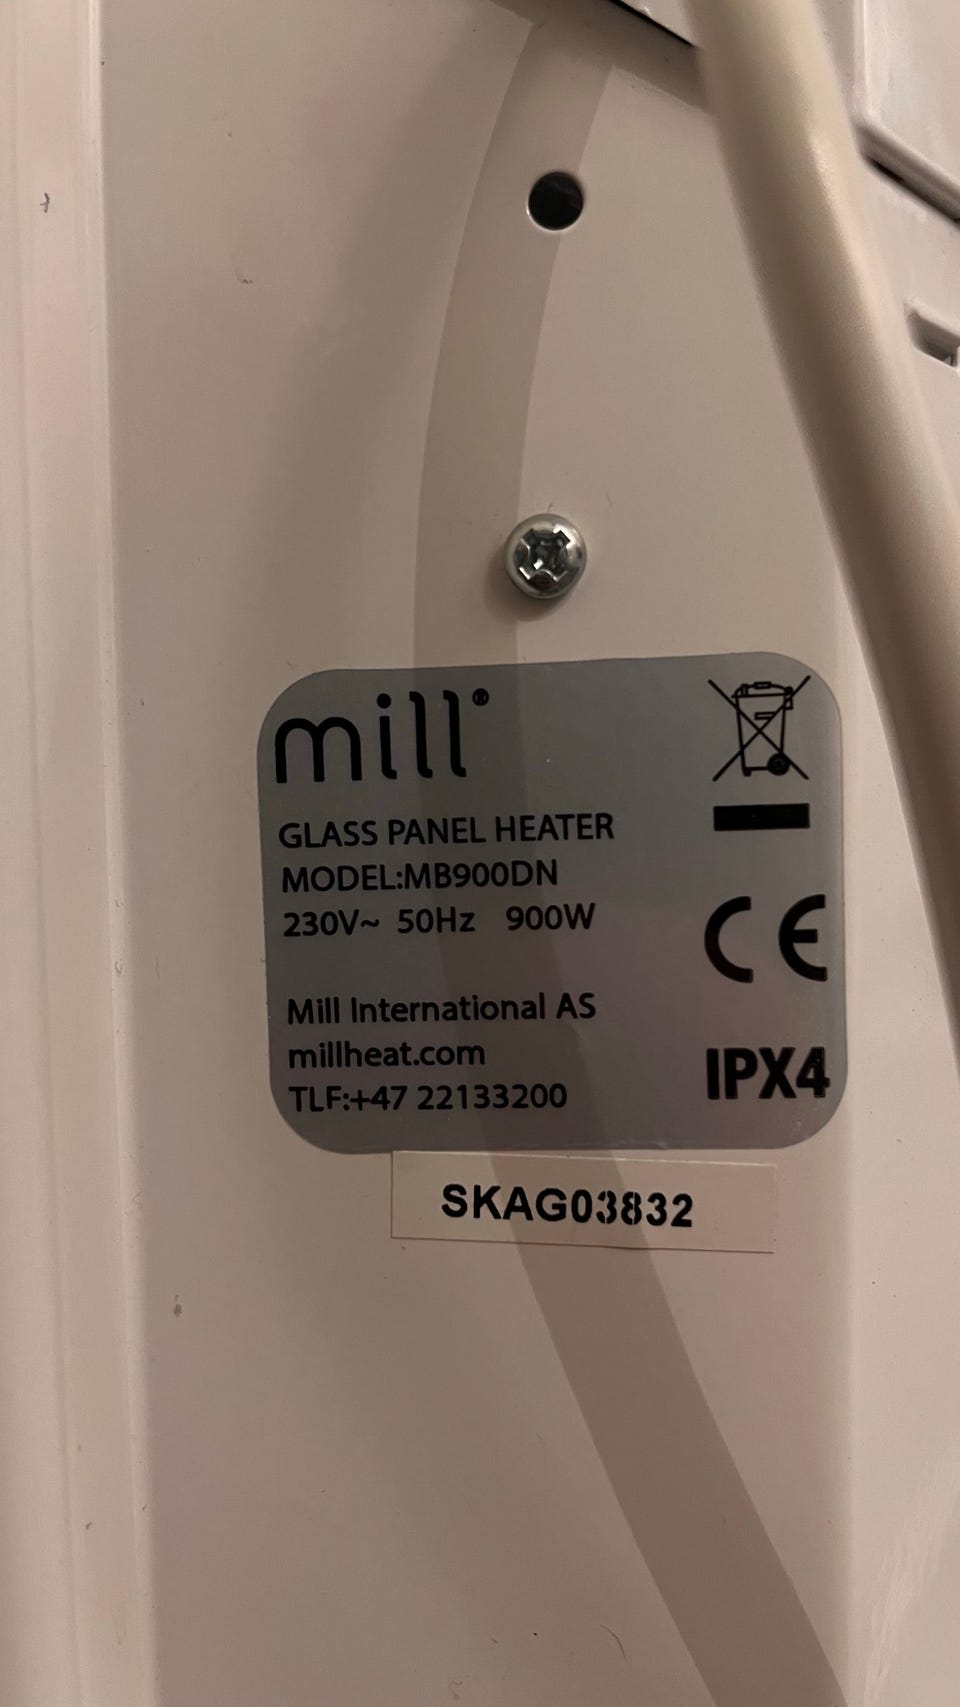 mill®
GLASS PANEL HEATER
MODEL:MB900DN
230V~ 50Hz 900W
Mill International AS
millheat.com
TLF:+47 22133200
CE
IPX4
SKAG03832